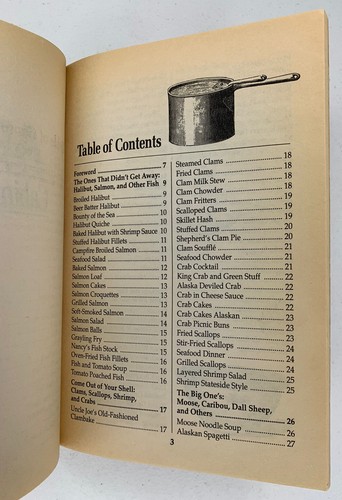 Table of Contents
Foreword 7
The Ones That Didn't Get Away:
Halibut, Salmon, and Other Fish 9
Broiled Halibut 9
Beer Better Halibut 9
Bounty of the Sea 10
Halibut Quiche 10
Baked Halibut with Shrimp Sauce 10
Stuffed Halibut Fillets 10
Campfire Broiled Salmon 11
Seafood Salad 11
Baked Salmon 12
Salmon Loaf 12
Salmon Cakes 12
Salmon Croquettes 13
Grilled Salmon 13
Soft-Smoked Salmon 14
Salmon Salad 14
Salmon Balls 14
Grayling Fry 15
Nancy's Fish Stock 15
Oven-Fried Fish Fillets 16
Fish and Tomato Soup 16
Tomato Poached Fish 16
Come Out of Your Shell:
Clams, Scallops, Shrimp,
and Crabs 17
Uncle Joe's Old-Fashioned
Clambake 17
Steamed Clams 18
Fried Clams 18
Clam Milk Stew 18
Clam Chowder 18
Clam Fritters 19
Scalloped Clams 19
Skillet Hash 19
Stuffed Clams 20
Shepherd's Clam Pie 20
Clam Soufflé 20
Seafood Chowder 21
Crab Cocktail 21
King Crab and Green Stuff 22
Alaska Deviled Crab 22
Crab in Cheese Sauce 22
Crab Cakes 22
Crab Cakes Alaskan 23
Crab Picnic Buns 23
Fried Scallops 23
Stir-Fried Scallops 24
Seafood Dinner 24
Grilled Scallops 24
Layered Shrimp Salad 25
Shrimp Stateside Style 25
The Big One's:
Moose, Caribou, Dall Sheep,
and Others 26
Moose Noodle Soup 26
Alaskan Spagetti 27
3